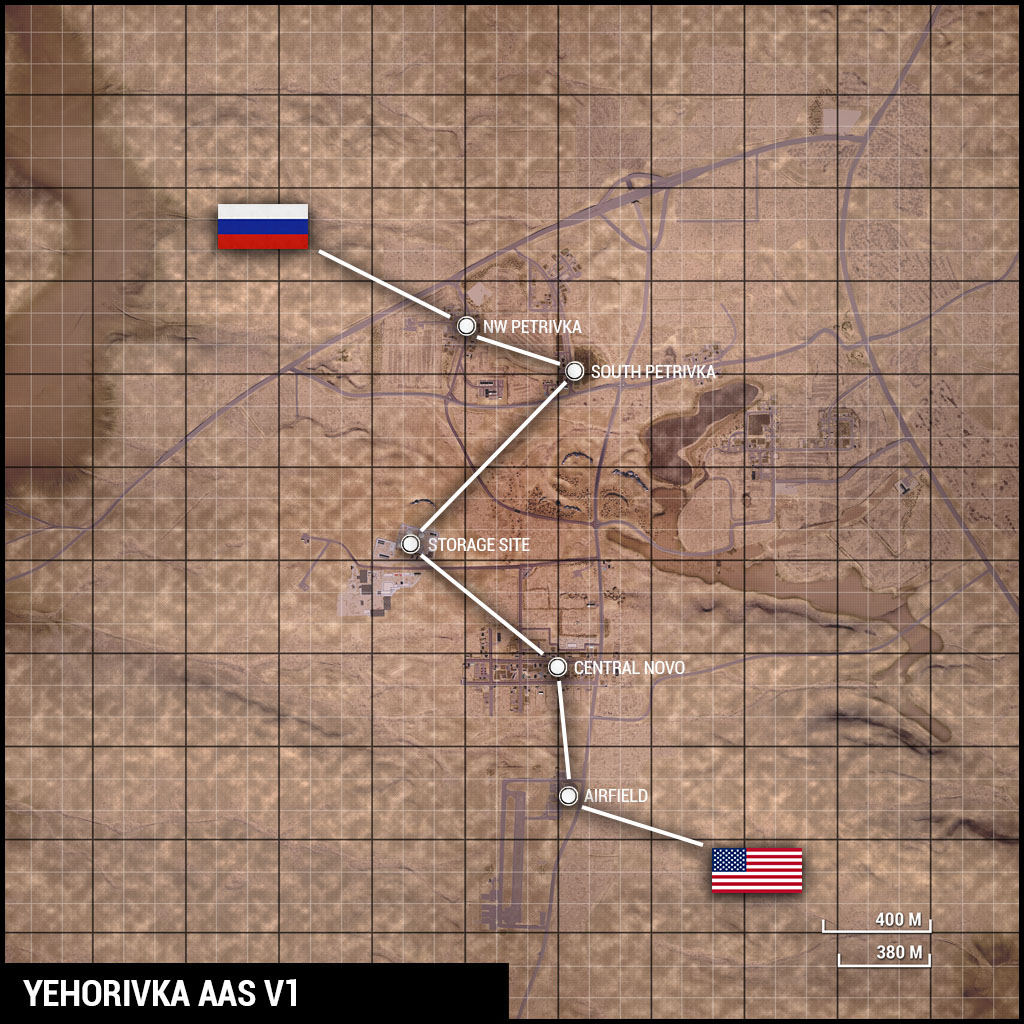 NW PETRIVKA
SOUTH PETRIVKA
STORAGE SITE
CENTRAL NOVO
AIRFIELD
400 M
380 M
YEHORIVKA AAS V1